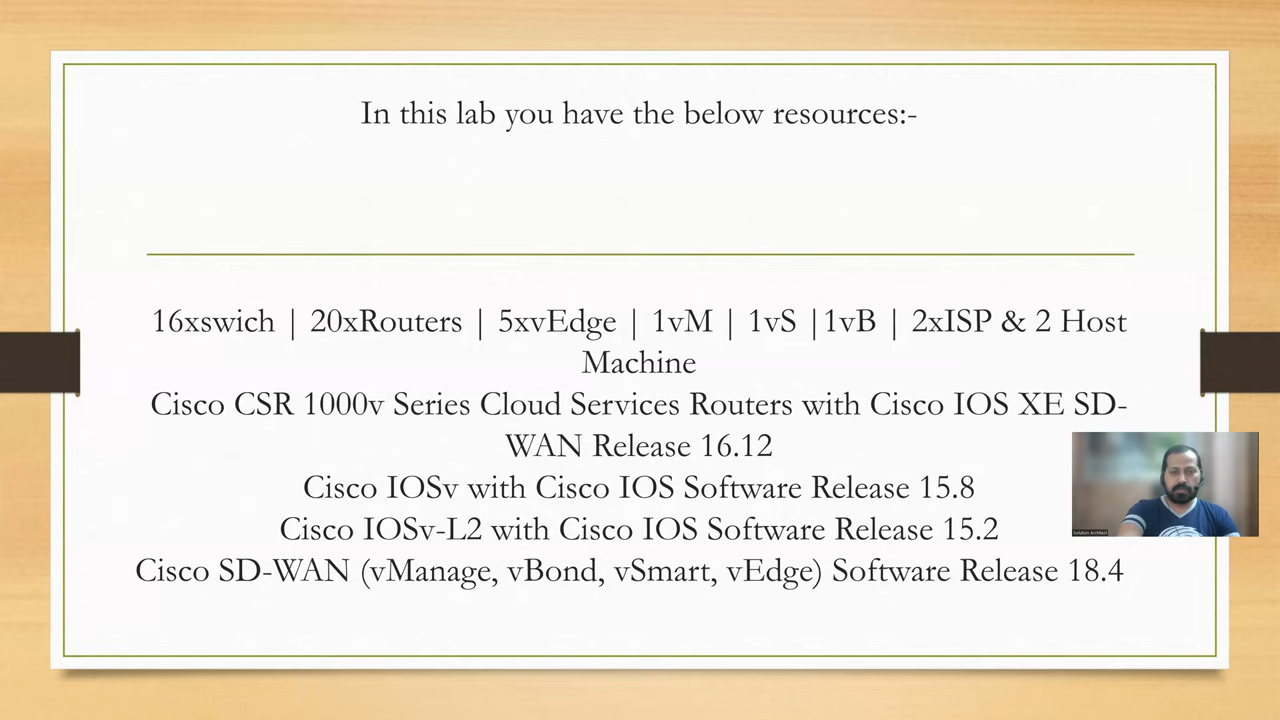 In this lab you have the below resources:-
16xswich | 20xRouters | 5xvEdge | 1vM | 1vS |1vB | 2xISP & 2 Host
Machine
Cisco CSR 1000v Series Cloud Services Routers with Cisco IOS XE SD-
WAN Release 16.12
Cisco IOSv with Cisco IOS Software Release 15.8
Cisco IOSv-L2 with Cisco IOS Software Release 15.2
Cisco SD-WAN (vManage, vBond, vSmart, vEdge) Software Release 18.4
Solution Architect